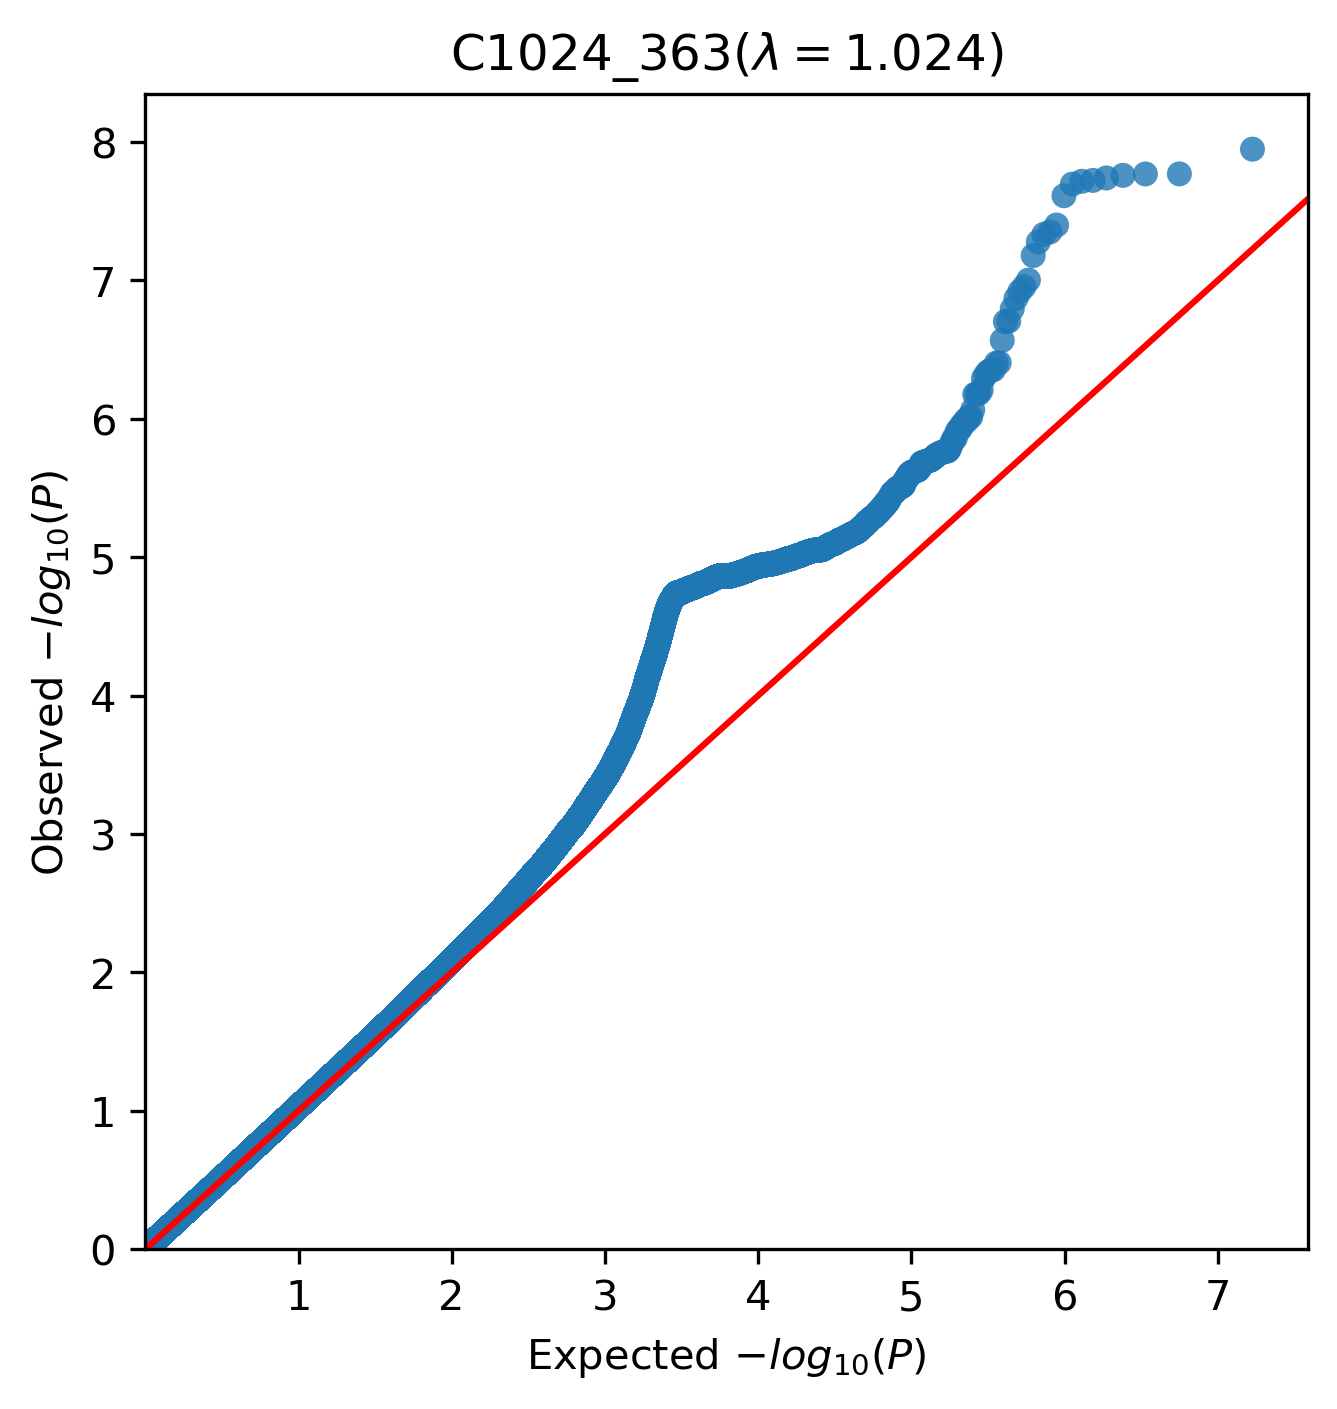 C1024_363(λ = 1.024)
8
7
6
5
4
3
2
1
0
Observed −log₁₀(P)
1 2 3 4 5 6 7
Expected −log₁₀(P)